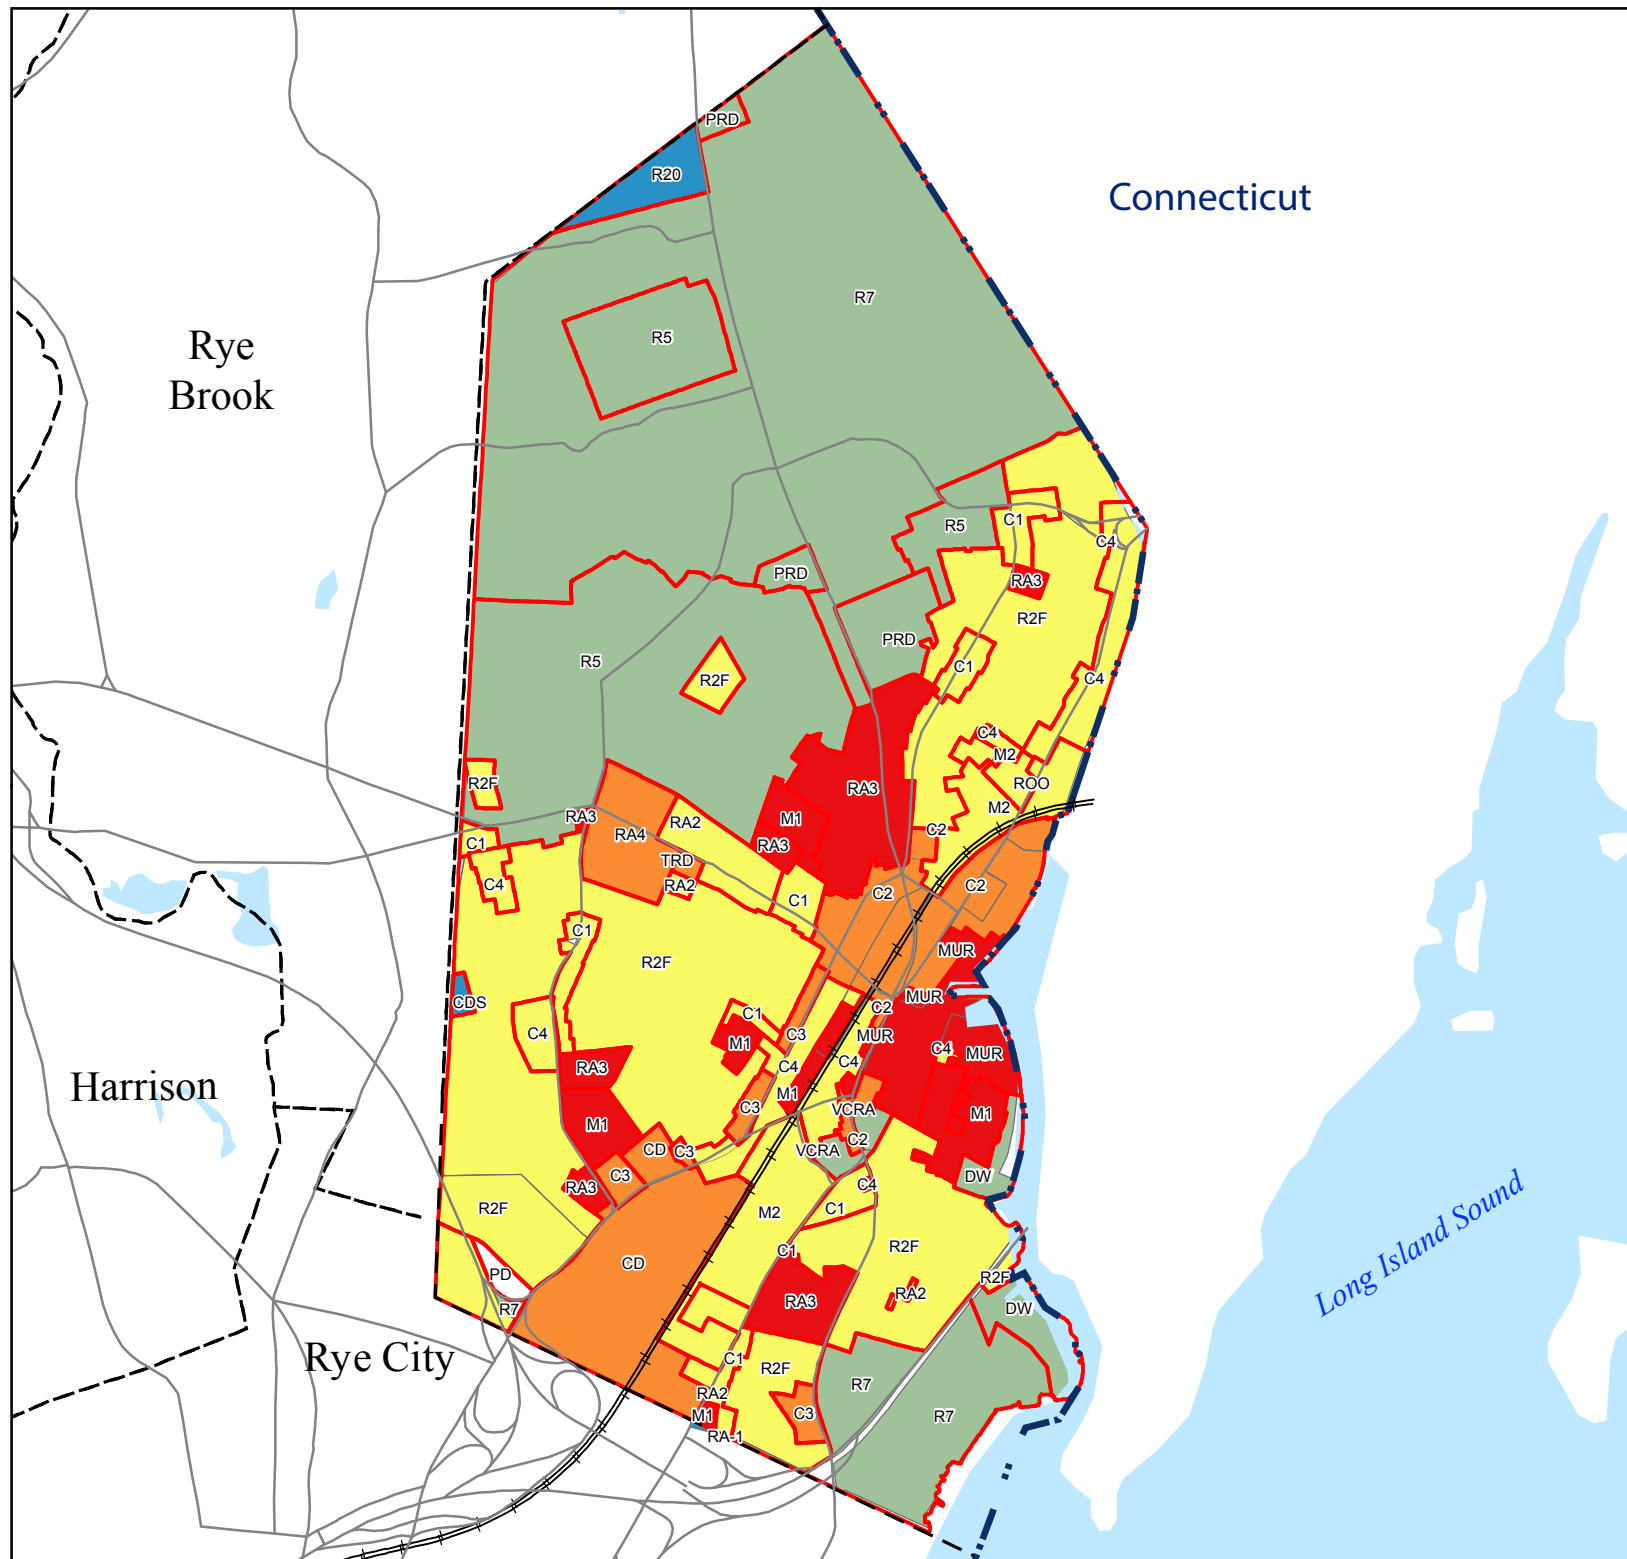 PRD
R20
Connecticut
R7
R5
Rye
Brook
C1
R5
C4
PRD
RA3
R2F
PRD
R5
C1
R2F
C4
C4
M2
R2F
ROO
RA3
M2
RA3
M1
RA2
C2
RA4
C1
RA3
TRD
C4
RA2
C2
C2
C1
C1
MUR
R2F
CDS
MUR
C2
C1
C4
C3
MUR
M1
C4
MUR
C4
RA3
C4
Harrison
M1
C3
VCRA
M1
M1
C2
CD
C3
VCRA
C3
DW
RA3
C4
R2F
M2
C1
Long Island Sound
R2F
C1
CD
PD
R2F
RA2
RA3
R7
DW
Rye City
C1
R2F
R7
RA2
C3
M1
R7
RA-1